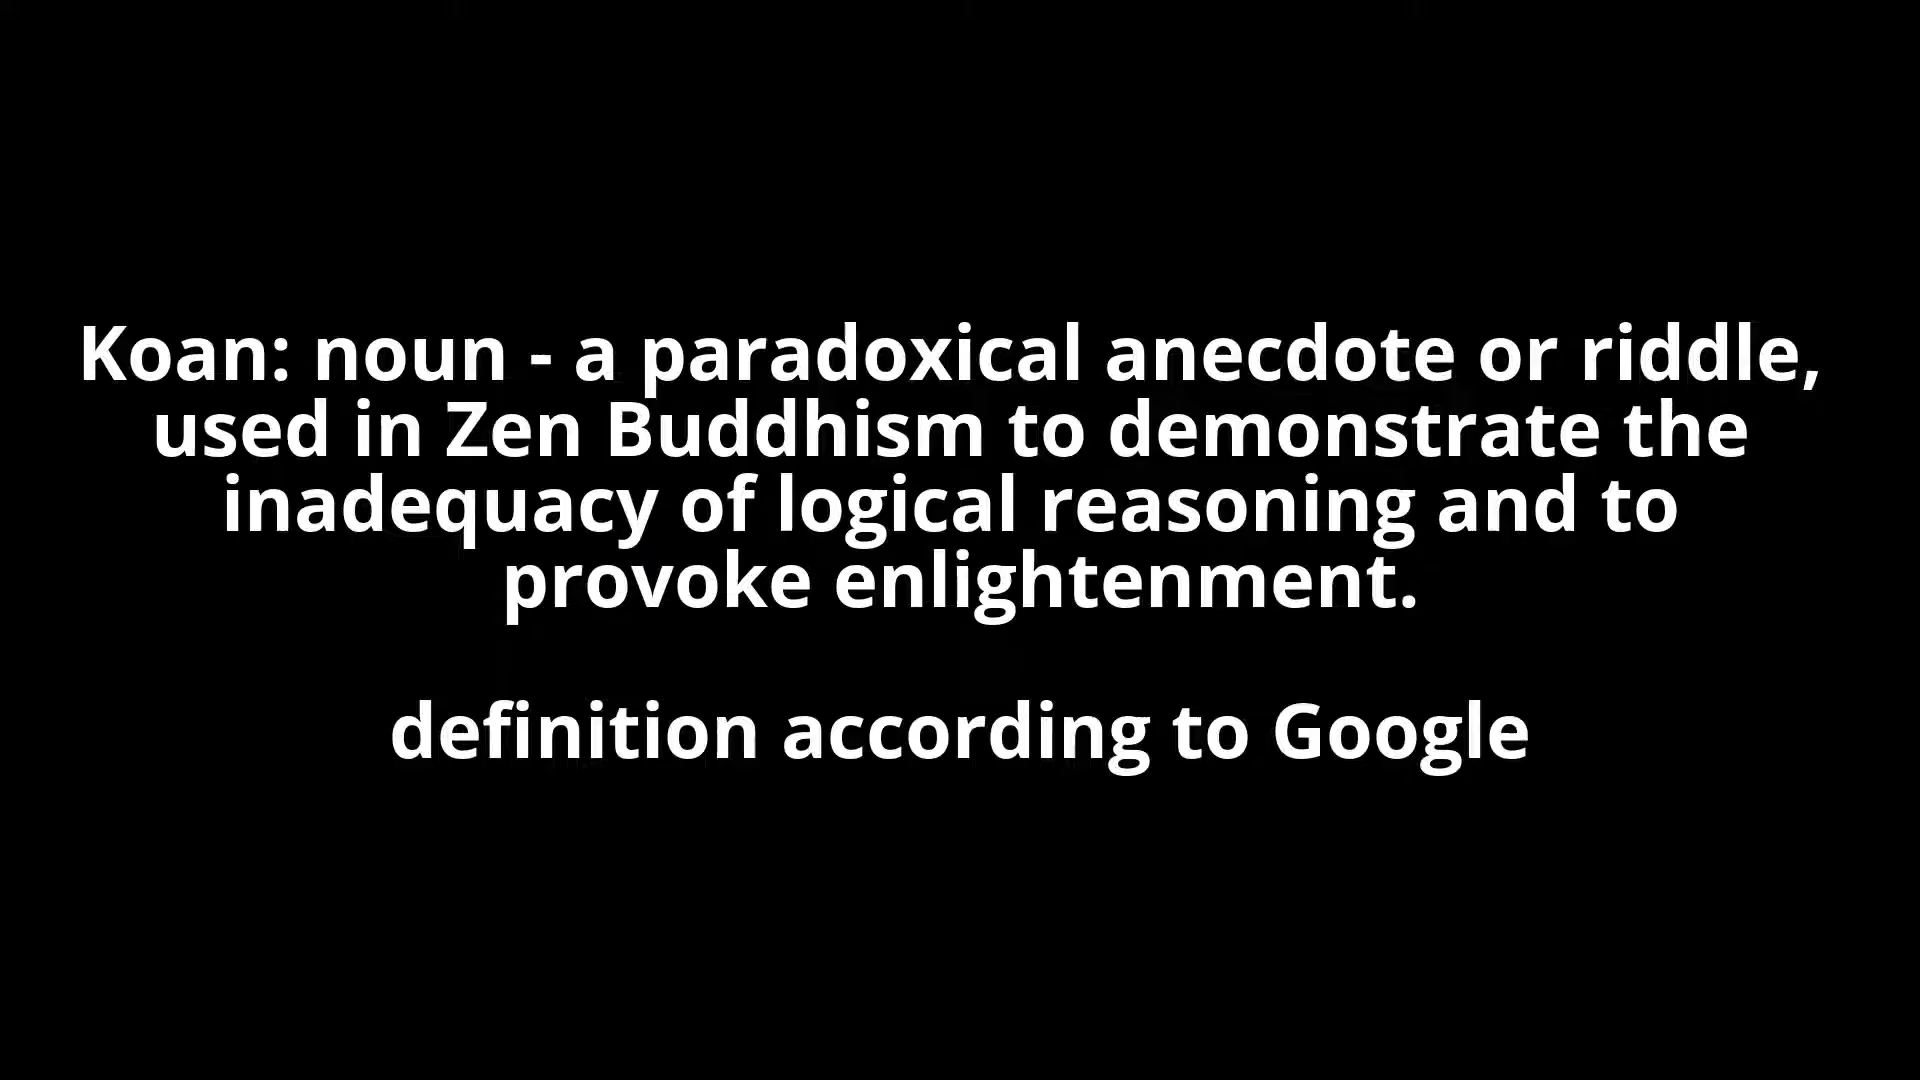 Koan: noun - a paradoxical anecdote or riddle,
used in Zen Buddhism to demonstrate the
inadequacy of logical reasoning and to
provoke enlightenment.
definition according to Google